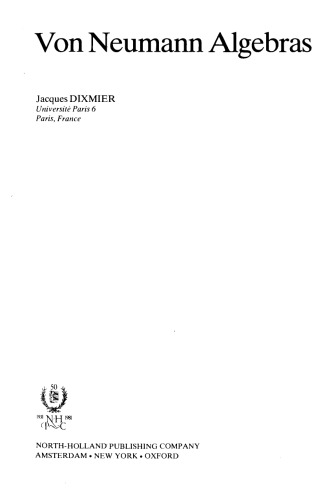 Von Neumann Algebras
Jacques DIXMIER
Université Paris 6
Paris, France
50
1931 1981
NH
P C
NORTH-HOLLAND PUBLISHING COMPANY
AMSTERDAM • NEW YORK • OXFORD